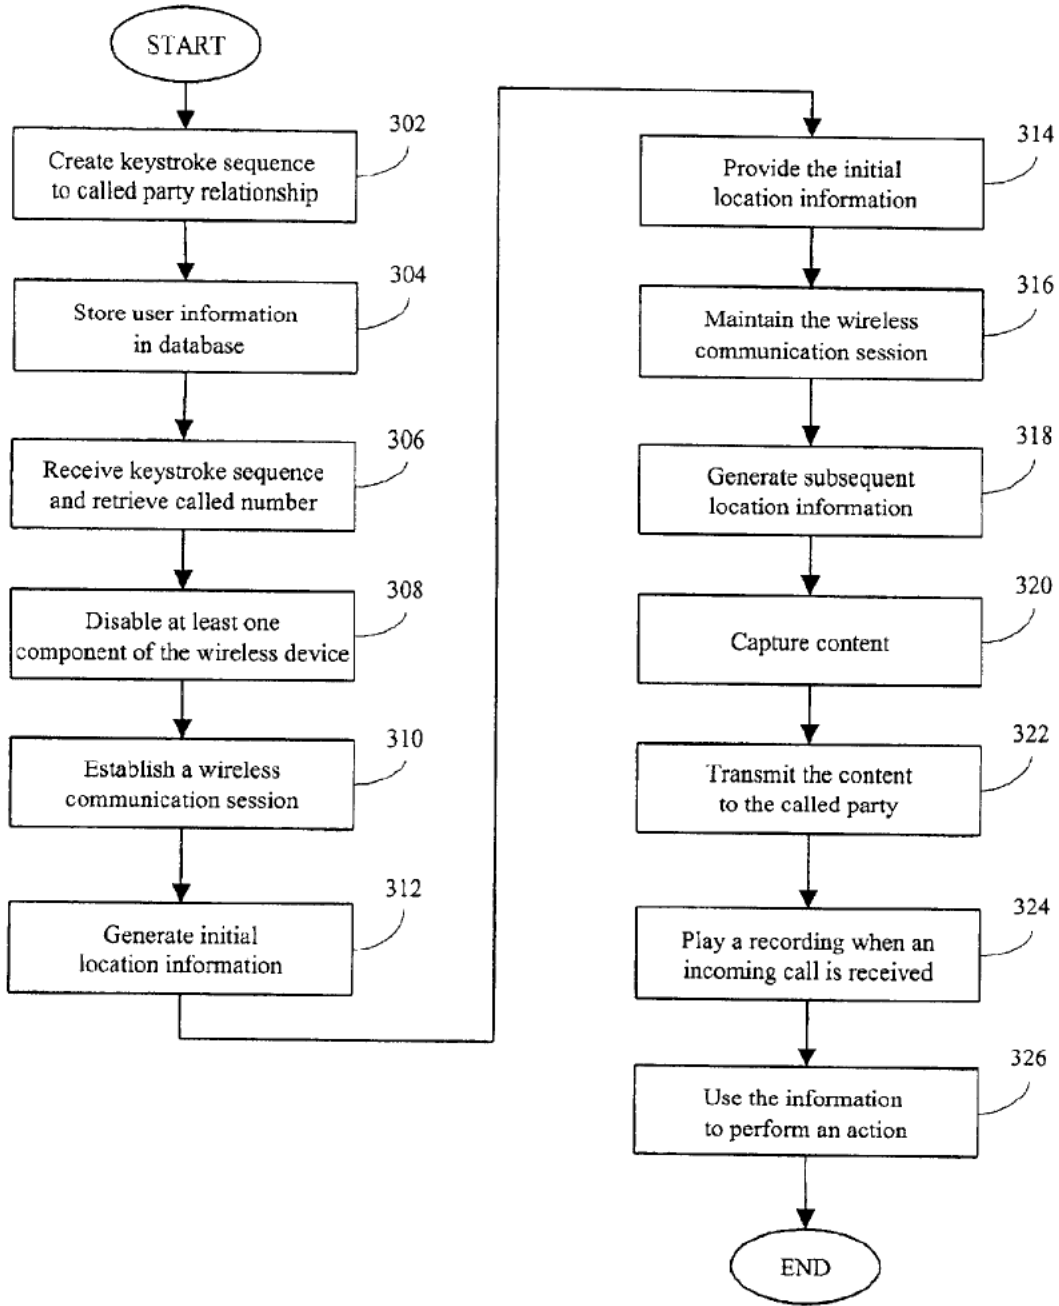 START
302
Create keystroke sequence
to called party relationship
304
Store user information
in database
306
Receive keystroke sequence
and retrieve called number
308
Disable at least one
component of the wireless device
310
Establish a wireless
communication session
312
Generate initial
location information
314
Provide the initial
location information
316
Maintain the wireless
communication session
318
Generate subsequent
location information
320
Capture content
322
Transmit the content
to the called party
324
Play a recording when an
incoming call is received
326
Use the information
to perform an action
END